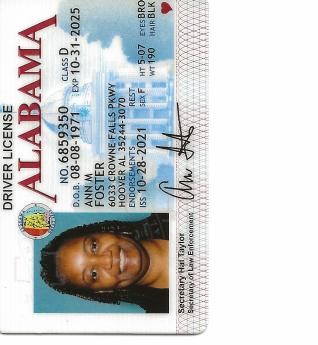 DRIVER LICENSE
ALABAMA
NO. 6859350 CLASS D
D.O.B. 08-08-1971 EXP 10-31-2025
ANN M
FOSTER
6033 CROWNE FALLS PKWY
HOOVER AL 35244-3070
ENDORSEMENTS REST
ISS 10-28-2021 SEX F HT 5-07 EYES BRO
WT 190 HAIR BLK
Secretary Hal Taylor
Secretary of Law Enforcement